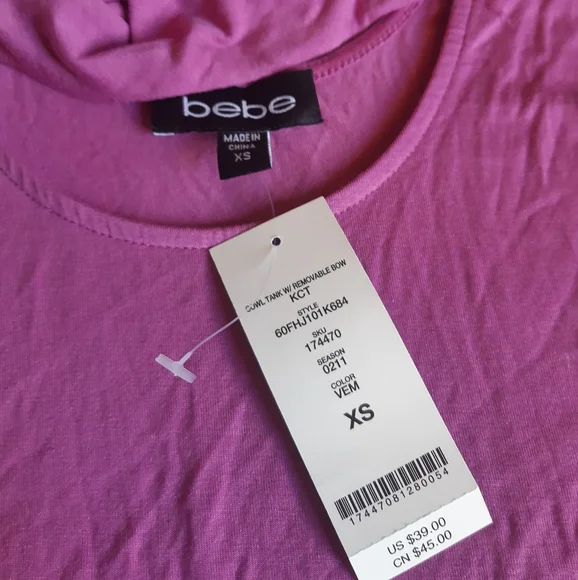 bebe
MADE IN
CHINA
XS
COWL TANK W/ REMOVABLE BOW
KCT
STYLE
60FHJ101K684
SKU
174470
SEASON
0211
COLOR
VEM
XS
17447081280054
US $39.00
CN $45.00